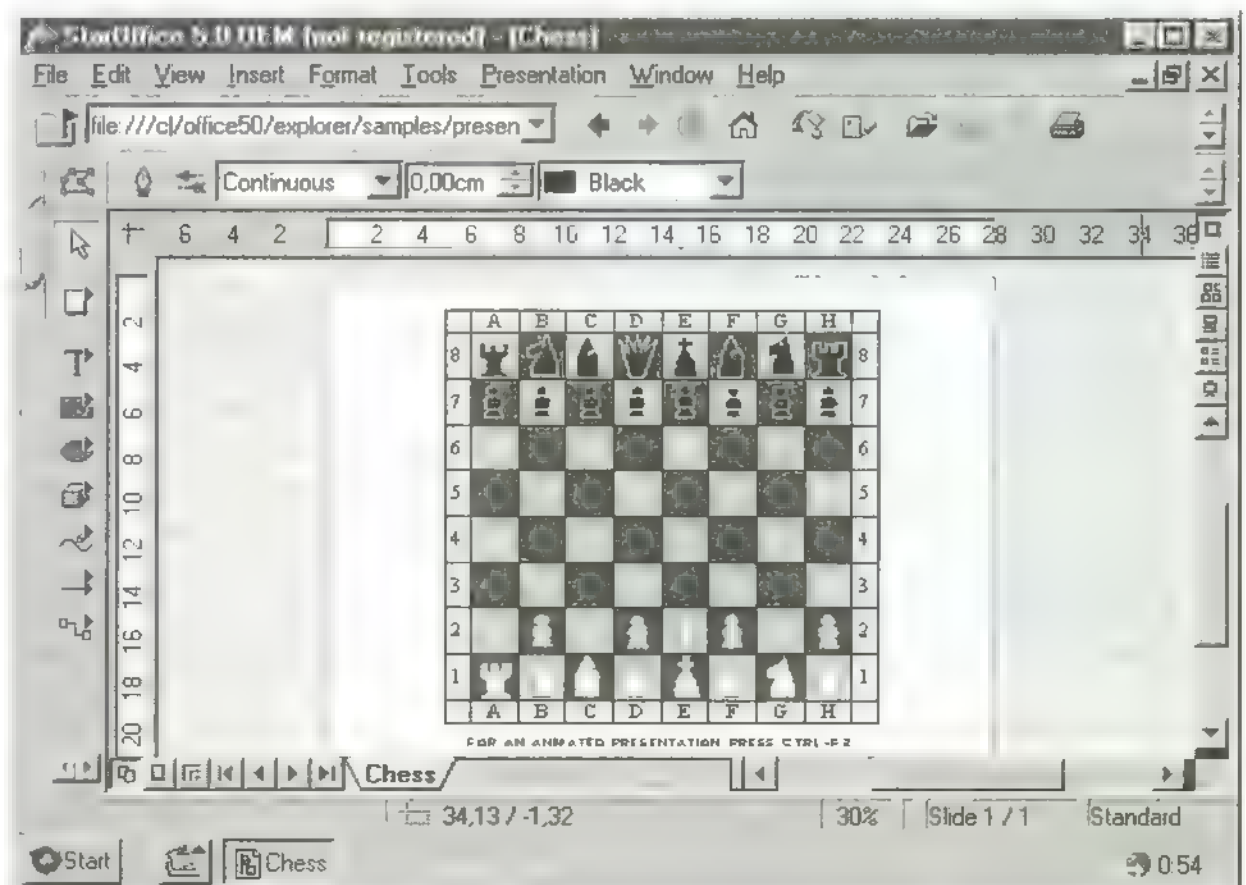 StarOffice 5.0 OEM [not registered] - [Chess]
File Edit View Insert Format Tools Presentation Window Help
file:///c|/office50/explorer/samples/presen
Continuous 0,00cm Black
6 4 2 2 4 6 8 10 12 14 16 18 20 22 24 26 28 30 32 34 36
2
4
6
8
10
12
14
16
18
20
A B C D E F G H
8 8
7 7
6 6
5 5
4 4
3 3
2 2
1 1
A B C D E F G H
FOR AN ANIMATED PRESENTATION PRESS CTRL-F2
Chess
34,13 / -1,32 30% Slide 1 / 1 Standard
Start Chess 0:54